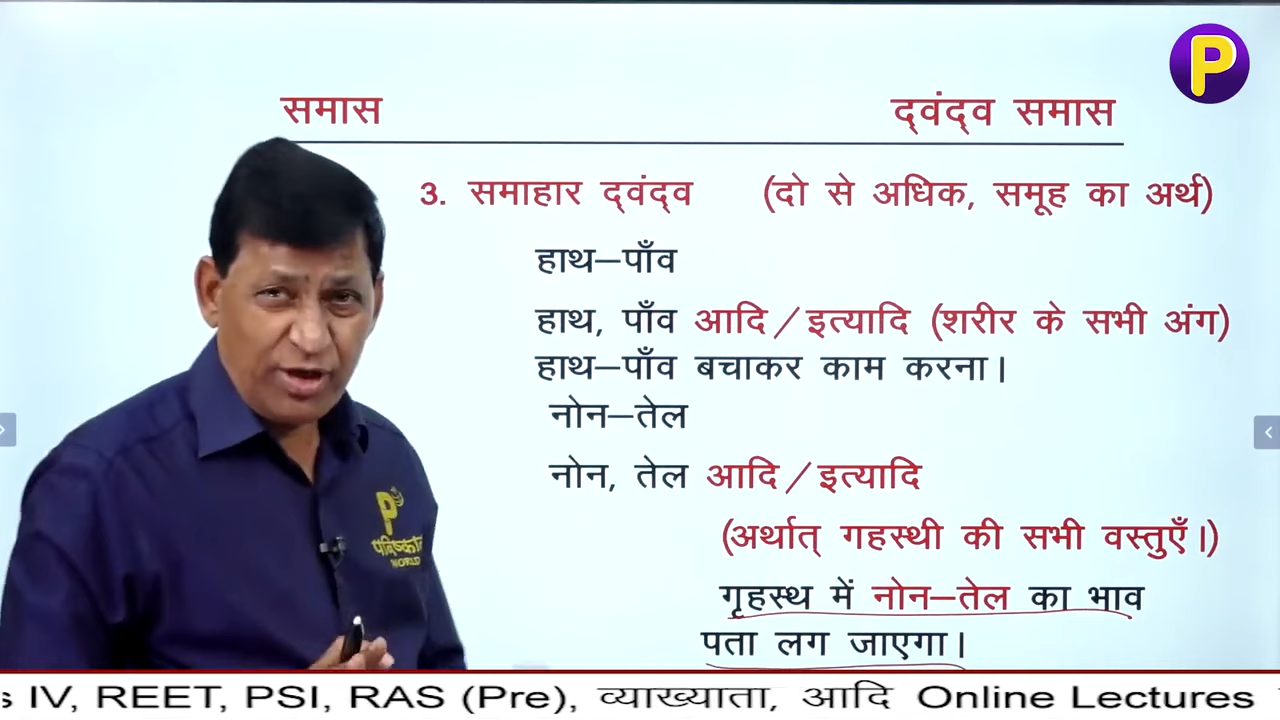 P
समास द्वंद्व समास
3. समाहार द्वंद्व (दो से अधिक, समूह का अर्थ)
हाथ–पाँव
हाथ, पाँव आदि/इत्यादि (शरीर के सभी अंग)
हाथ–पाँव बचाकर काम करना।
नोन–तेल
नोन, तेल आदि/इत्यादि
(अर्थात् गहस्थी की सभी वस्तुएँ।)
गृहस्थ में नोन–तेल का भाव
पता लग जाएगा।
P
WORLD
s IV, REET, PSI, RAS (Pre), व्याख्याता, आदि Online Lectures